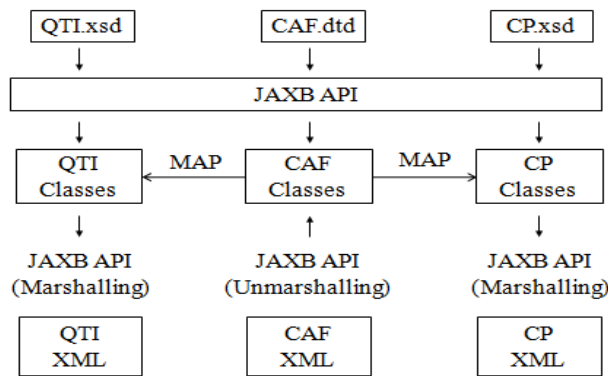 QTI.xsd
CAF.dtd
CP.xsd
JAXB API
QTI
Classes
MAP
CAF
Classes
MAP
CP
Classes
JAXB API
(Marshalling)
JAXB API
(Unmarshalling)
JAXB API
(Marshalling)
QTI
XML
CAF
XML
CP
XML